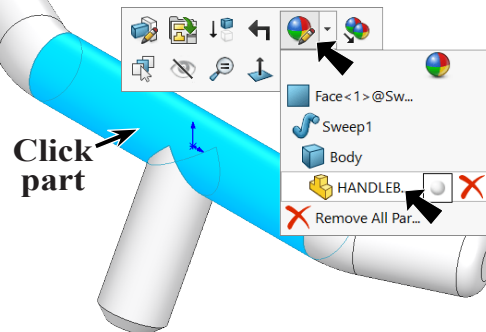 Face<1>@Sw...
Sweep1
Body
HANDLEB...
Remove All Par...
Click
part